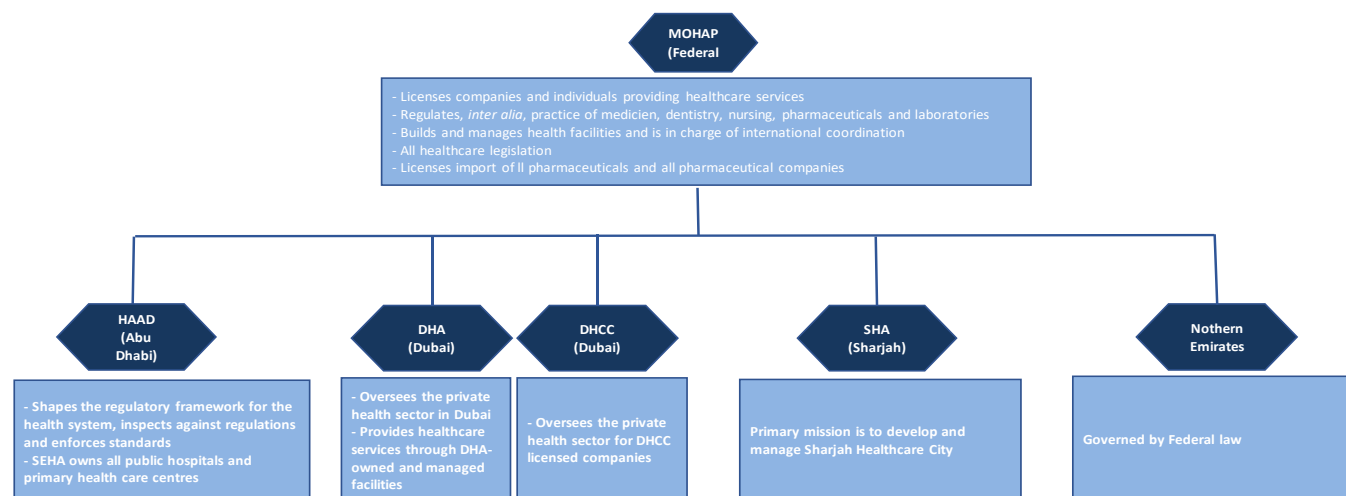 MOHAP
(Federal
- Licenses companies and individuals providing healthcare services
- Regulates, inter alia, practice of medicien, dentistry, nursing, pharmaceuticals and laboratories
- Builds and manages health facilities and is in charge of international coordination
- All healthcare legislation
- Licenses import of ll pharmaceuticals and all pharmaceutical companies
HAAD
(Abu
Dhabi)
- Shapes the regulatory framework for the
health system, inspects against regulations
and enforces standards
- SEHA owns all public hospitals and
primary health care centres
DHA
(Dubai)
- Oversees the private
health sector in Dubai
- Provides healthcare
services through DHA-
owned and managed
facilities
DHCC
(Dubai)
- Oversees the private
health sector for DHCC
licensed companies
SHA
(Sharjah)
Primary mission is to develop and
manage Sharjah Healthcare City
Nothern
Emirates
Governed by Federal law